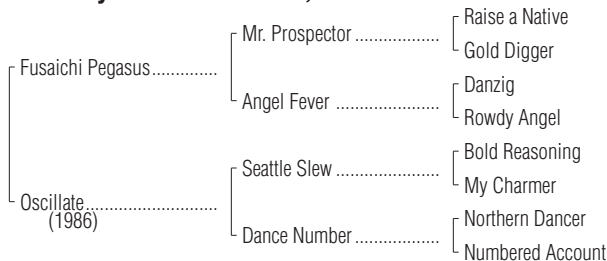 Raise a Native
Mr. Prospector ..................
Gold Digger
Fusaichi Pegasus..............
Danzig
Angel Fever .....................
Rowdy Angel
Bold Reasoning
Seattle Slew .....................
My Charmer
Oscillate............................
(1986)
Northern Dancer
Dance Number .................
Numbered Account